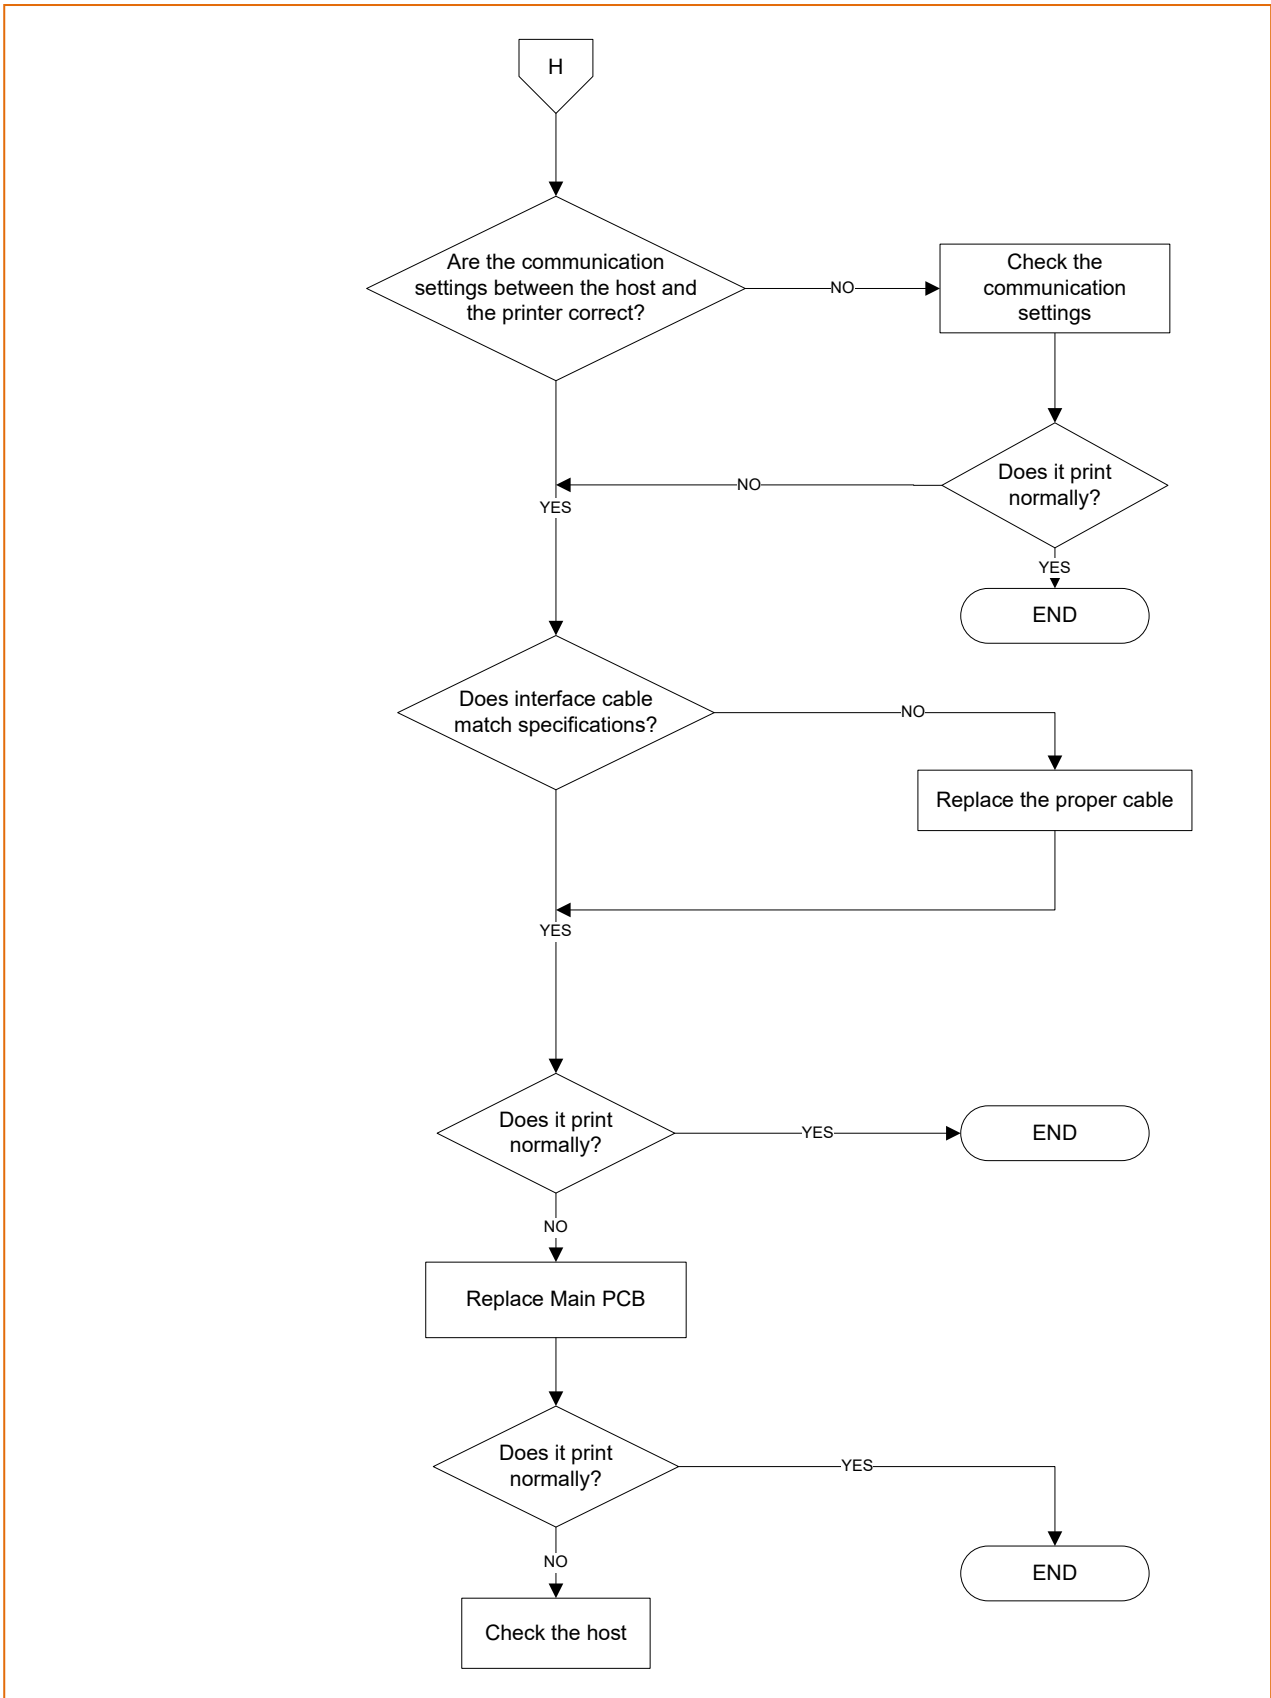 H
Are the communication
settings between the host and
the printer correct?
NO
Check the
communication
settings
Does it print
normally?
NO
YES
YES
END
Does interface cable
match specifications?
NO
Replace the proper cable
YES
Does it print
normally?
YES
END
NO
Replace Main PCB
Does it print
normally?
YES
NO
END
Check the host